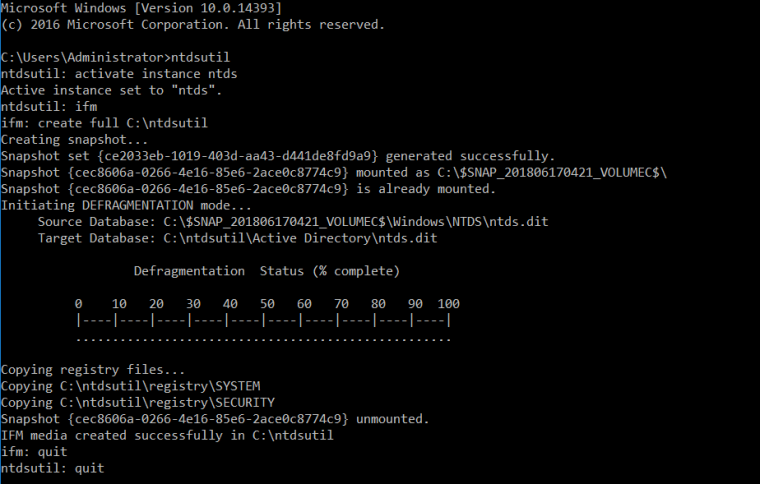 Microsoft Windows [Version 10.0.14393]
(c) 2016 Microsoft Corporation. All rights reserved.
C:\Users\Administrator>ntdsutil
ntdsutil: activate instance ntds
Active instance set to "ntds".
ntdsutil: ifm
ifm: create full C:\ntdsutil
Creating snapshot...
Snapshot set {ce2033eb-1019-403d-aa43-d441de8fd9a9} generated successfully.
Snapshot {cec8606a-0266-4e16-85e6-2ace0c8774c9} mounted as C:\$SNAP_201806170421_VOLUMEC$\
Snapshot {cec8606a-0266-4e16-85e6-2ace0c8774c9} is already mounted.
Initiating DEFRAGMENTATION mode...
     Source Database: C:\$SNAP_201806170421_VOLUMEC$\Windows\NTDS\ntds.dit
     Target Database: C:\ntdsutil\Active Directory\ntds.dit
                  Defragmentation  Status (% complete)
          0    10   20   30   40   50   60   70   80   90  100
          |----|----|----|----|----|----|----|----|----|----|
          ...................................................
Copying registry files...
Copying C:\ntdsutil\registry\SYSTEM
Copying C:\ntdsutil\registry\SECURITY
Snapshot {cec8606a-0266-4e16-85e6-2ace0c8774c9} unmounted.
IFM media created successfully in C:\ntdsutil
ifm: quit
ntdsutil: quit